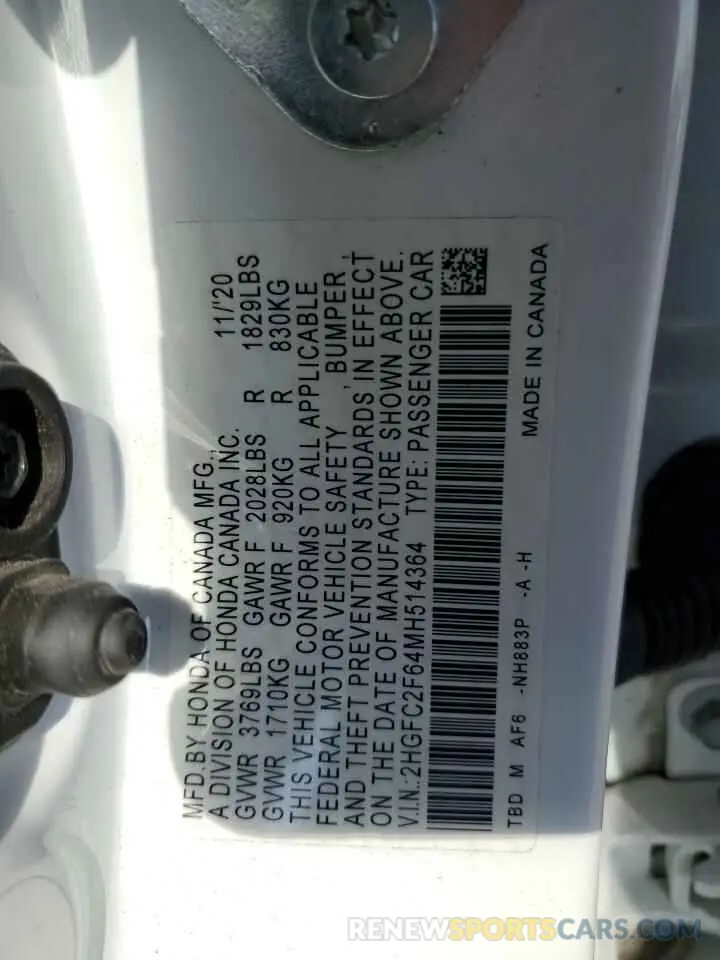 MFD.BY HONDA OF CANADA MFG., 11/'20
A DIVISION OF HONDA CANADA INC.
GVWR 3769LBS GAWR F 2028LBS R 1829LBS
GVWR 1710KG GAWR F 920KG R 830KG
THIS VEHICLE CONFORMS TO ALL APPLICABLE
FEDERAL MOTOR VEHICLE SAFETY, BUMPER,
AND THEFT PREVENTION STANDARDS IN EFFECT
ON THE DATE OF MANUFACTURE SHOWN ABOVE.
V.I.N.:2HGFC2F64MH514364 TYPE: PASSENGER CAR
TBD M AF6 -NH883P -A -H MADE IN CANADA
RENEWSPORTSCARS.COM